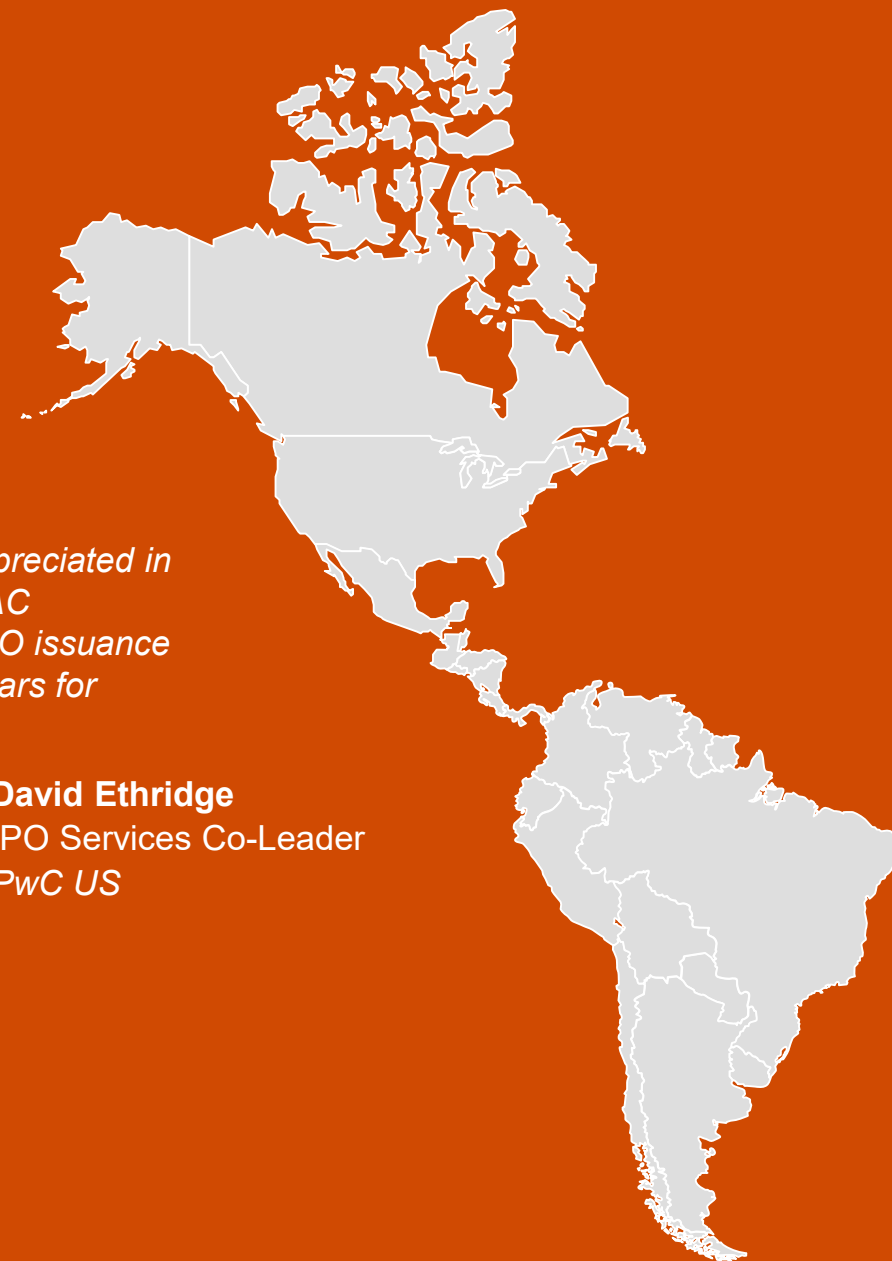 preciated in
AC
O issuance
ars for
David Ethridge
PO Services Co-Leader
PwC US